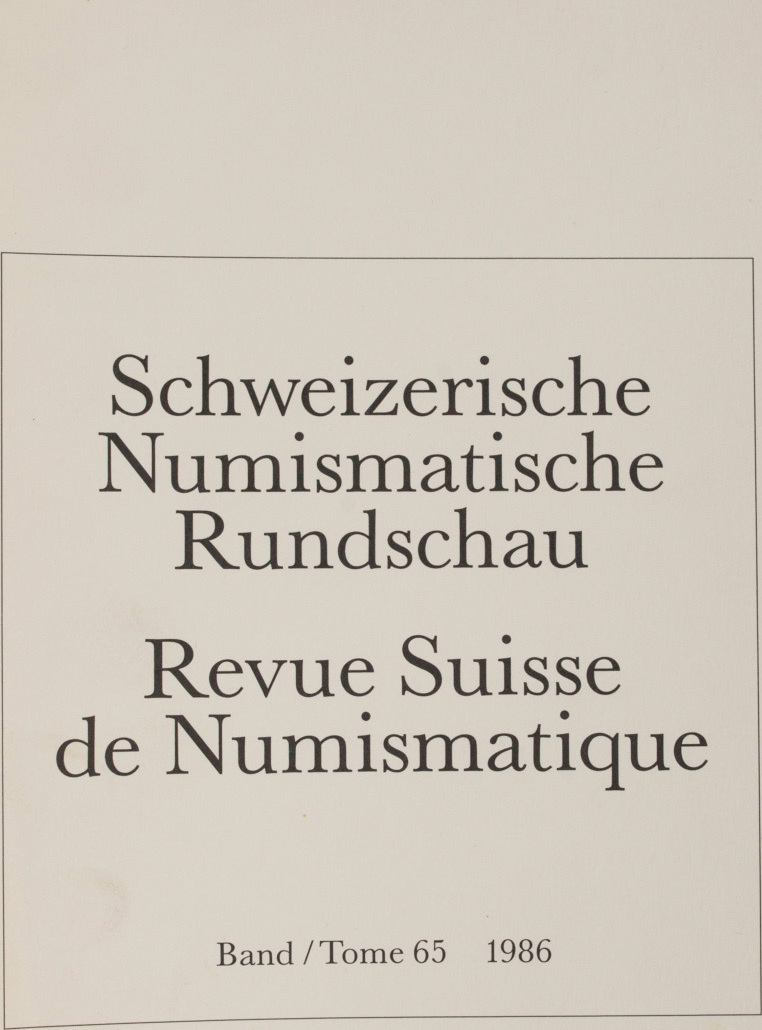 Schweizerische
Numismatische
Rundschau
Revue Suisse
de Numismatique
Band / Tome 65 1986